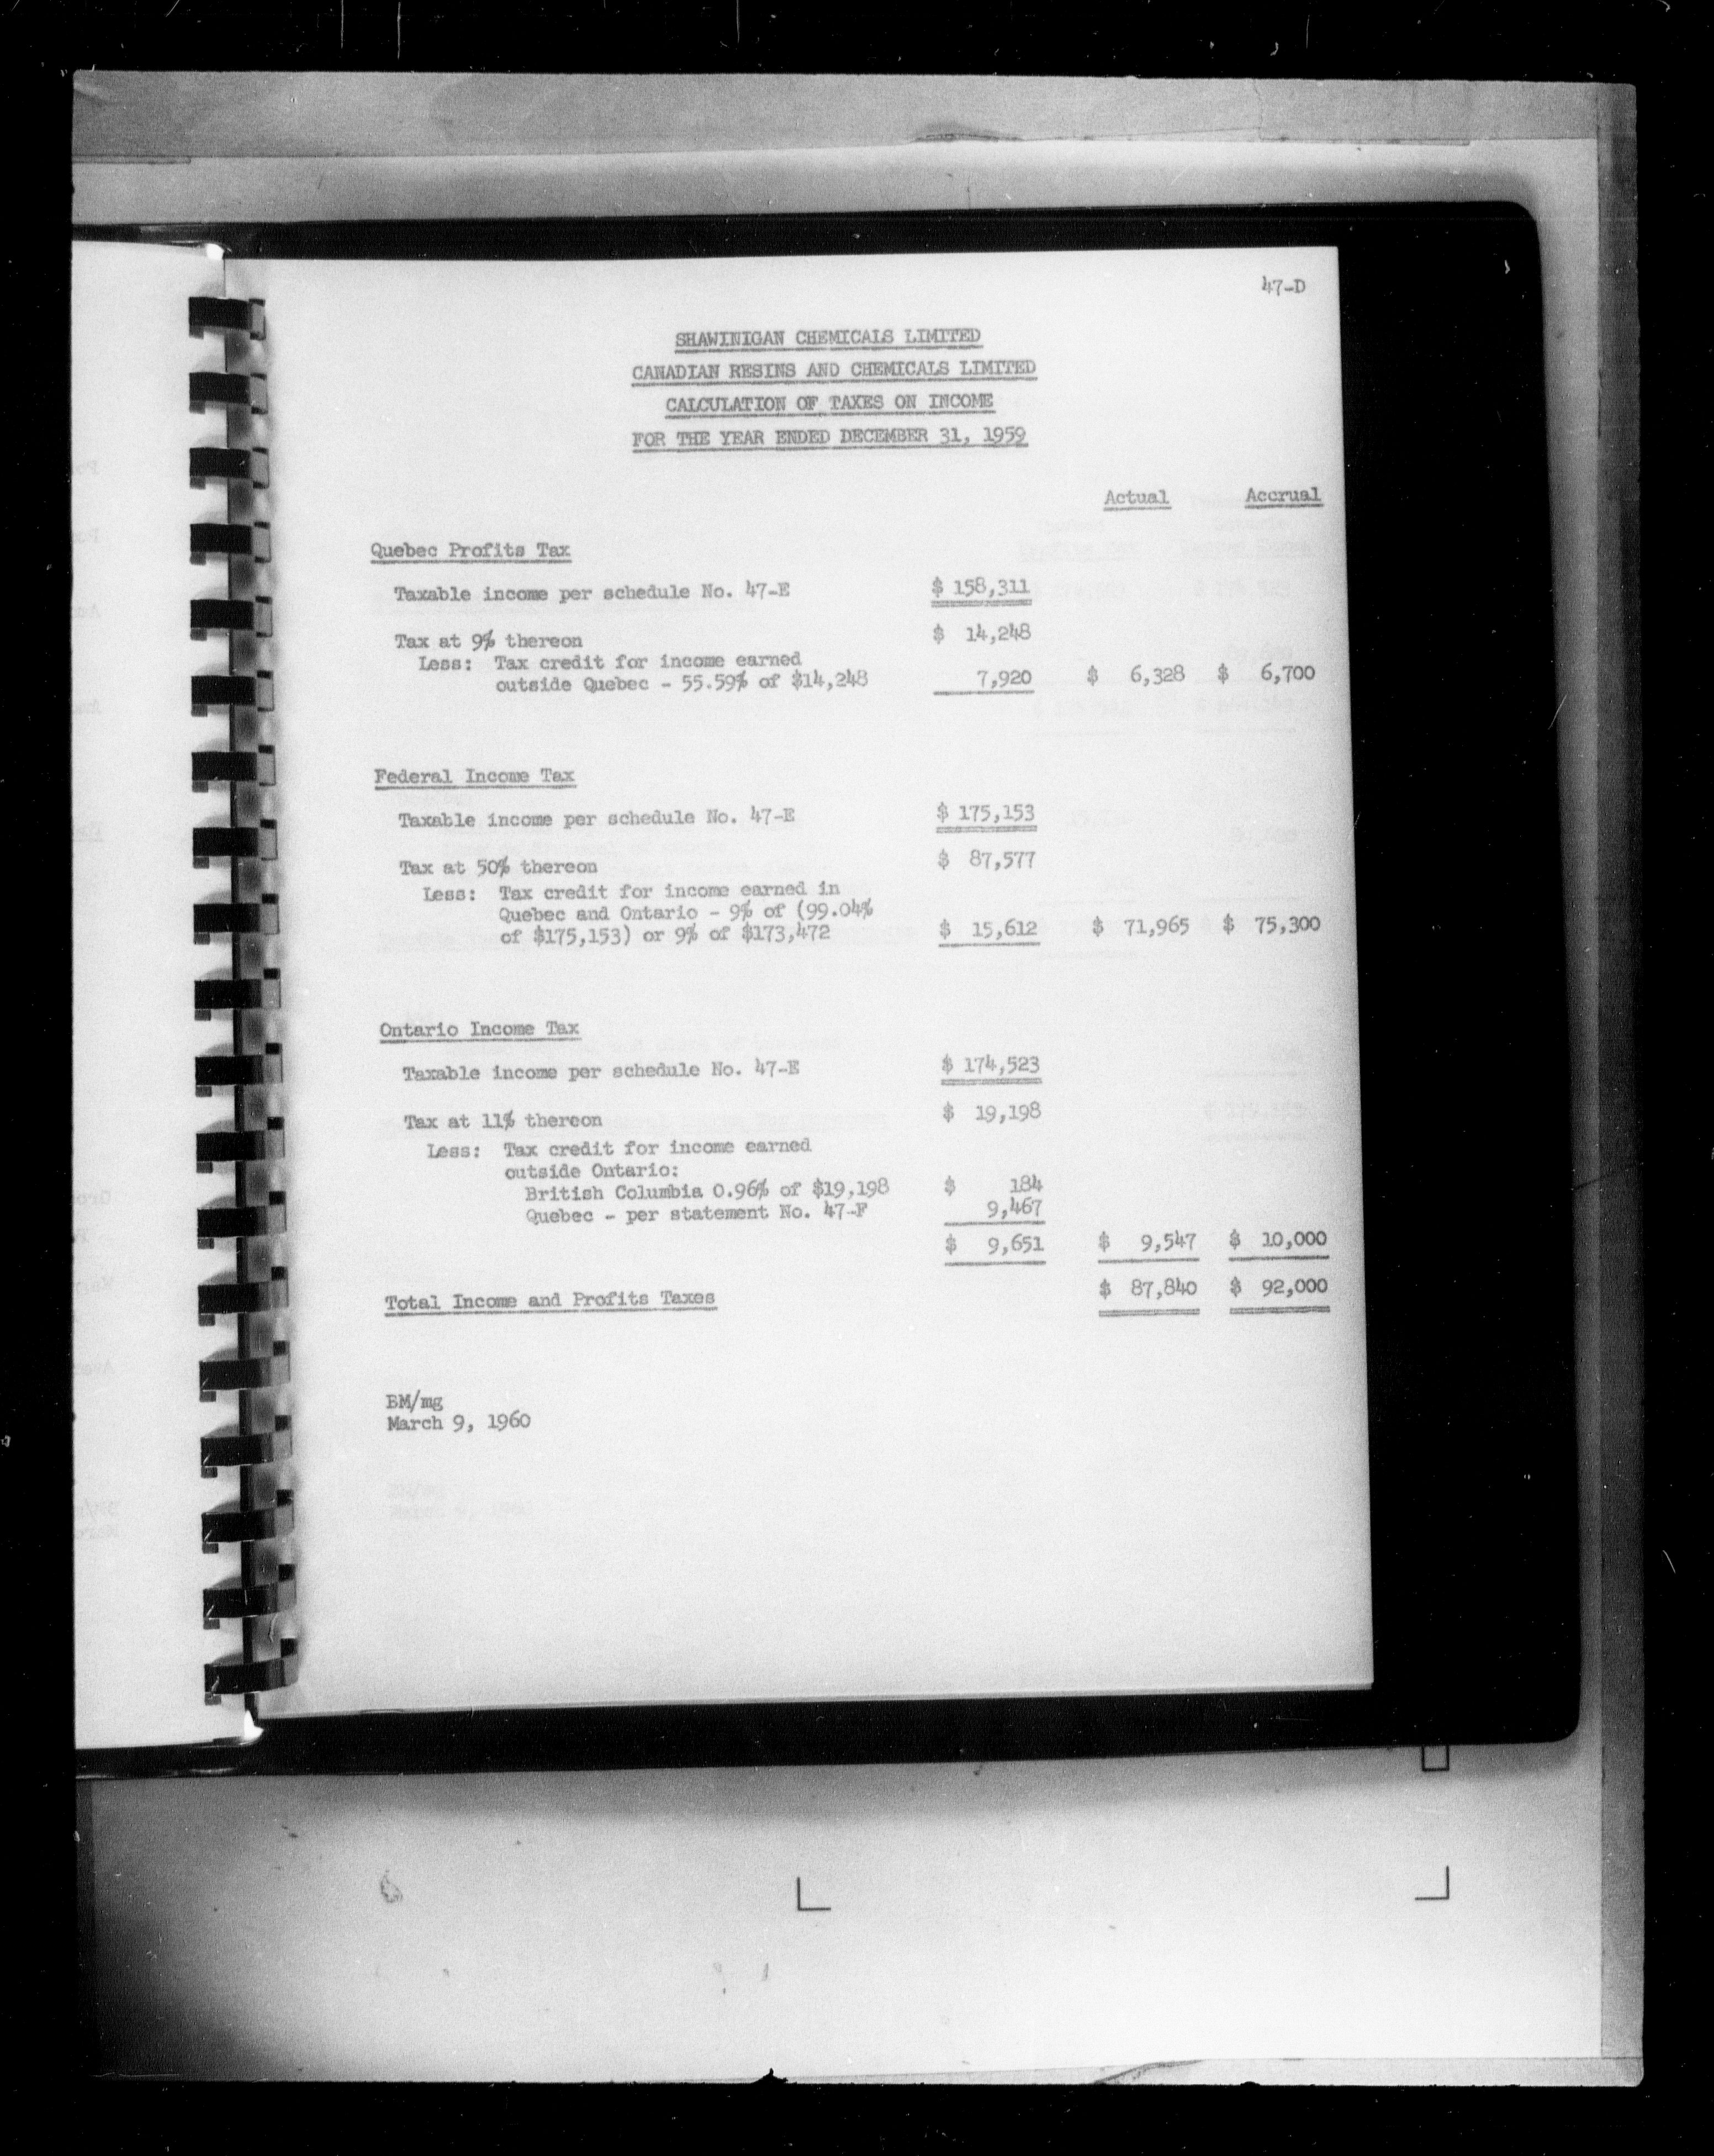 47-D
SHAWINIGAN CHEMICALS LIMITED
CANADIAN RESINS AND CHEMICALS LIMITED
CALCULATION OF TAXES ON INCOME
FOR THE YEAR ENDED DECEMBER 31, 1959
Actual Accrual
Quebec Profits Tax
Taxable income per schedule No. 47-E $ 158,311
Tax at 9% thereon $ 14,248
Less: Tax credit for income earned
outside Quebec - 55.59% of $14,248 7,920 $ 6,328 $ 6,700
Federal Income Tax
Taxable income per schedule No. 47-E $ 175,153
Tax at 50% thereon $ 87,577
Less: Tax credit for income earned in
Quebec and Ontario - 9% of (99.04%
of $175,153) or 9% of $173,472 $ 15,612 $ 71,965 $ 75,300
Ontario Income Tax
Taxable income per schedule No. 47-E $ 174,523
Tax at 11% thereon $ 19,198
Less: Tax credit for income earned
outside Ontario:
British Columbia 0.96% of $19,198 $ 184
Quebec - per statement No. 47-F 9,467
$ 9,651 $ 9,547 $ 10,000
Total Income and Profits Taxes $ 87,840 $ 92,000
BM/mg
March 9, 1960